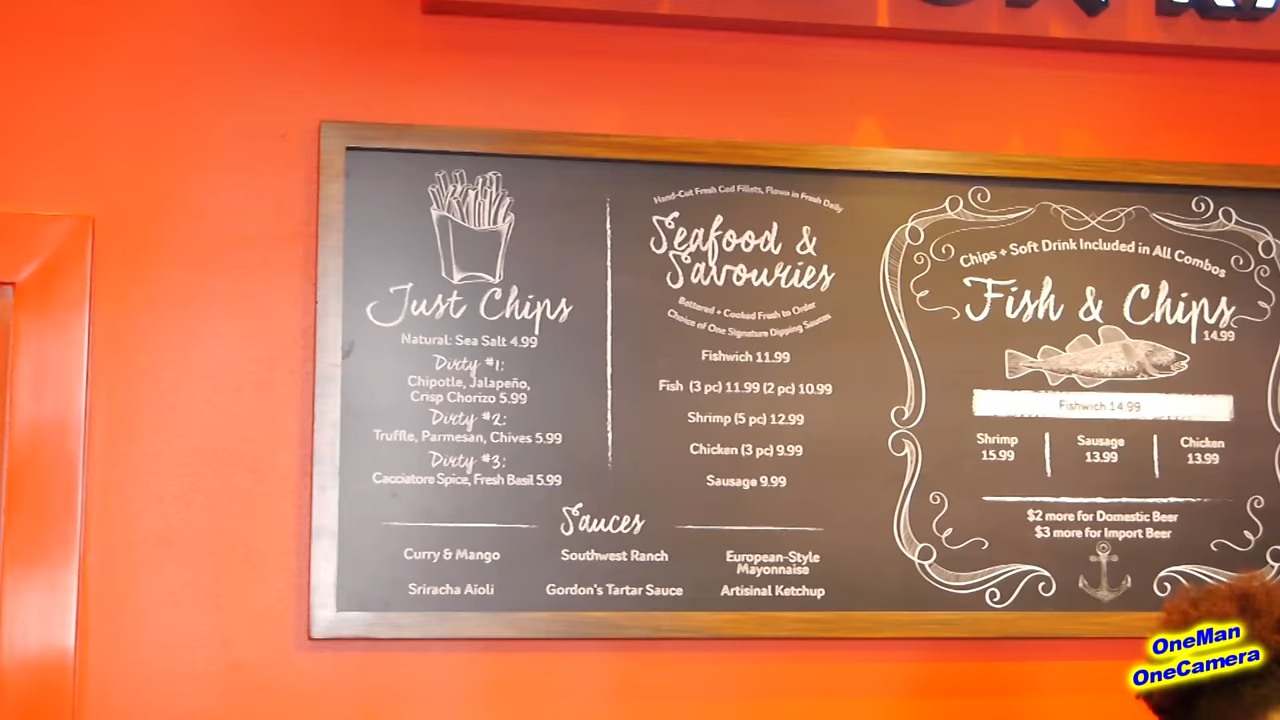 Just Chips
Natural: Sea Salt 4.99
Dirty #1:
Chipotle, Jalapeño,
Crisp Chorizo 5.99
Dirty #2:
Truffle, Parmesan, Chives 5.99
Dirty #3:
Cacciatore Spice, Fresh Basil 5.99
Hand-Cut Fresh Cod Fillets, Flown in Fresh Daily
Seafood &
Savouries
Battered + Cooked Fresh to Order
Choice of One Signature Dipping Sauces
Fishwich 11.99
Fish (3 pc) 11.99 (2 pc) 10.99
Shrimp (5 pc) 12.99
Chicken (3 pc) 9.99
Sausage 9.99
Sauces
Curry & Mango
Southwest Ranch
European-Style
Mayonnaise
Sriracha Aioli
Gordon's Tartar Sauce
Artisinal Ketchup
Chips + Soft Drink Included in All Combos
Fish & Chips
14.99
Fishwich 14.99
Shrimp
15.99
Sausage
13.99
Chicken
13.99
$2 more for Domestic Beer
$3 more for Import Beer
OneMan
OneCamera